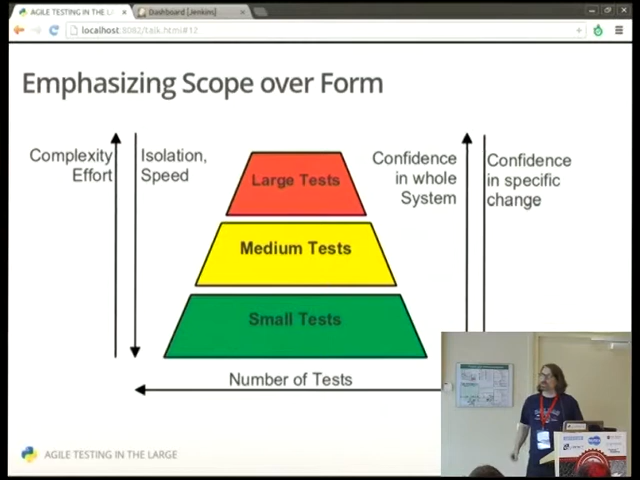 AGILE TESTING IN THE LARGE
Dashboard [Jenkins]
localhost:8082/talk.html#12
Emphasizing Scope over Form
Complexity
Effort
Isolation,
Speed
Large Tests
Confidence
in whole
System
Confidence
in specific
change
Medium Tests
Small Tests
Number of Tests
AGILE TESTING IN THE LARGE